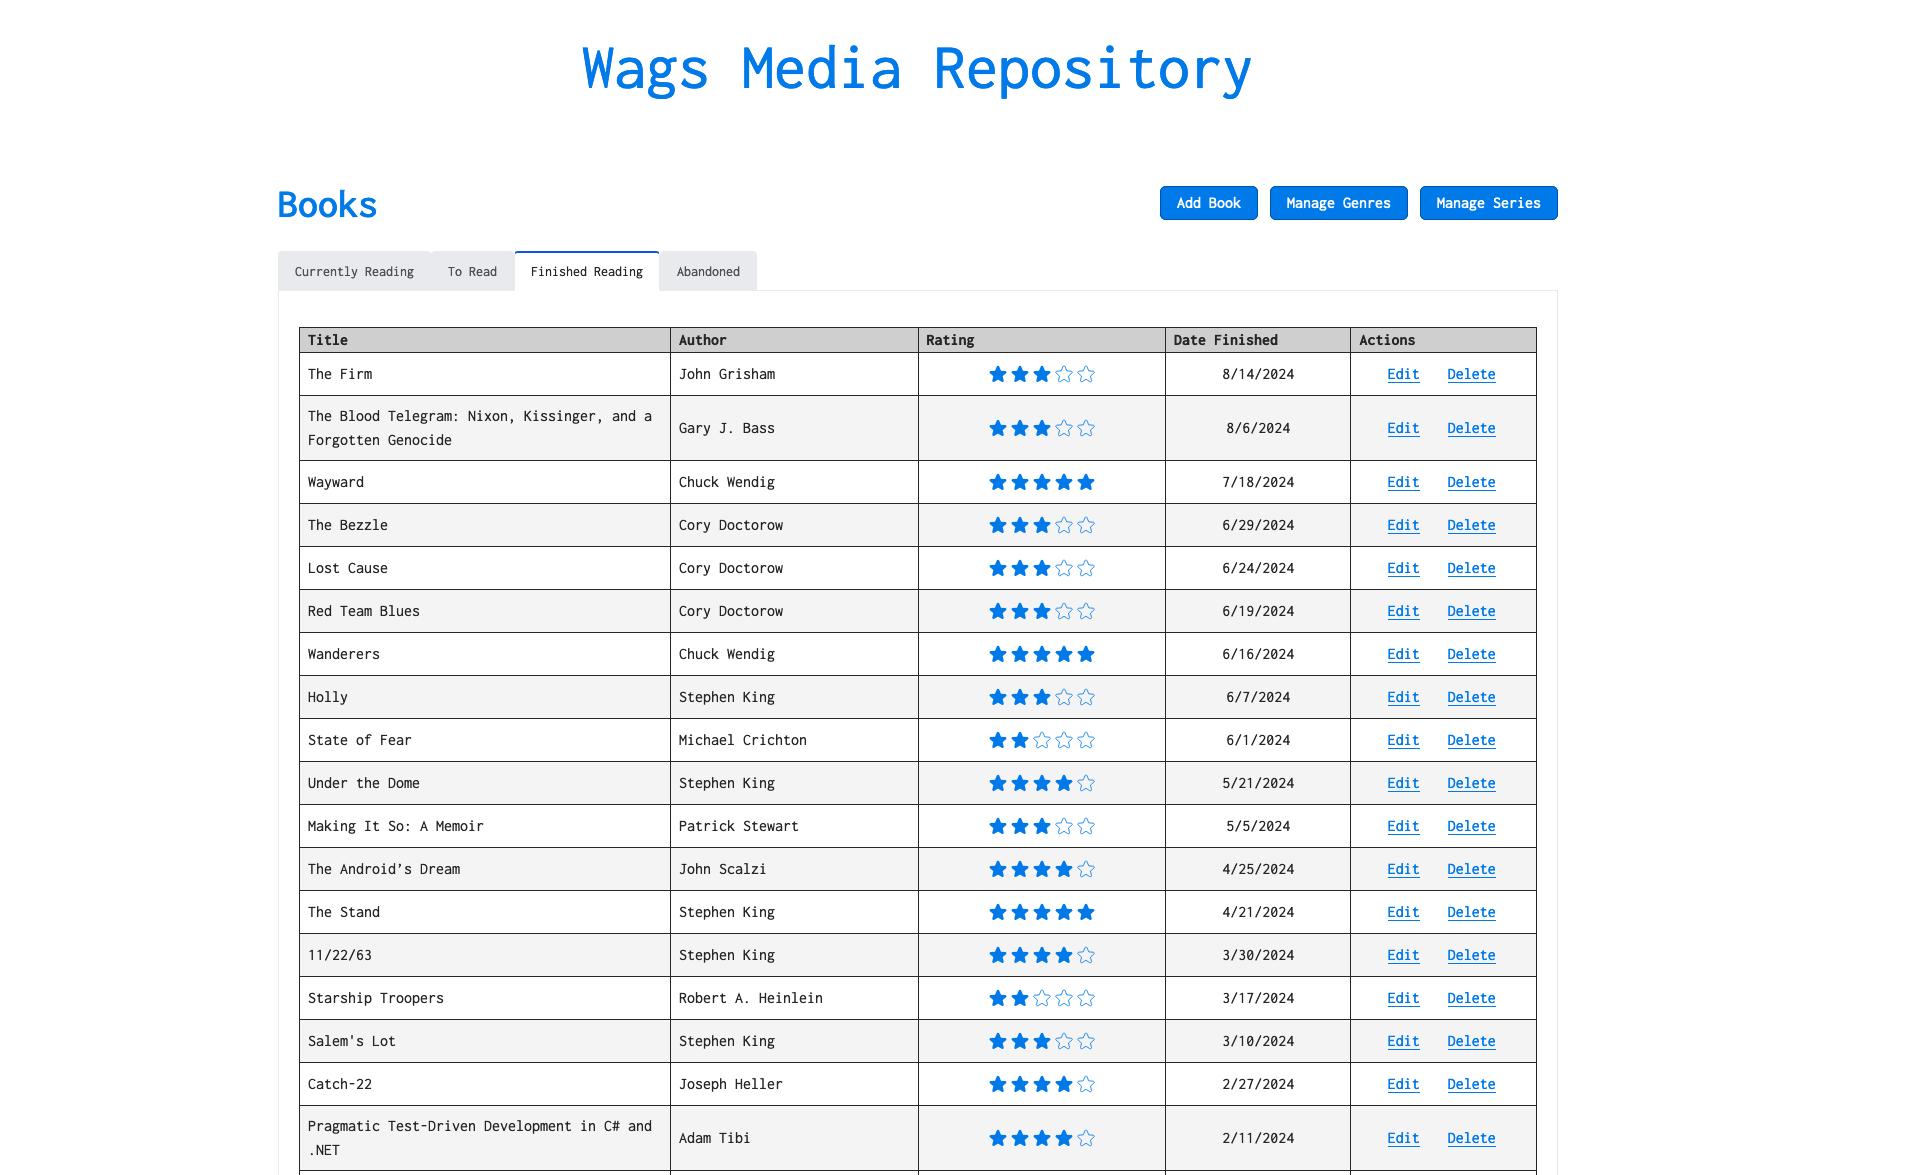 Wags Media Repository
Books
Add Book Manage Genres Manage Series
Currently Reading To Read Finished Reading Abandoned
Title Author Rating Date Finished Actions
The Firm John Grisham 8/14/2024 Edit Delete
The Blood Telegram: Nixon, Kissinger, and a
Forgotten Genocide Gary J. Bass 8/6/2024 Edit Delete
Wayward Chuck Wendig 7/18/2024 Edit Delete
The Bezzle Cory Doctorow 6/29/2024 Edit Delete
Lost Cause Cory Doctorow 6/24/2024 Edit Delete
Red Team Blues Cory Doctorow 6/19/2024 Edit Delete
Wanderers Chuck Wendig 6/16/2024 Edit Delete
Holly Stephen King 6/7/2024 Edit Delete
State of Fear Michael Crichton 6/1/2024 Edit Delete
Under the Dome Stephen King 5/21/2024 Edit Delete
Making It So: A Memoir Patrick Stewart 5/5/2024 Edit Delete
The Android’s Dream John Scalzi 4/25/2024 Edit Delete
The Stand Stephen King 4/21/2024 Edit Delete
11/22/63 Stephen King 3/30/2024 Edit Delete
Starship Troopers Robert A. Heinlein 3/17/2024 Edit Delete
Salem's Lot Stephen King 3/10/2024 Edit Delete
Catch-22 Joseph Heller 2/27/2024 Edit Delete
Pragmatic Test-Driven Development in C# and
.NET Adam Tibi 2/11/2024 Edit Delete